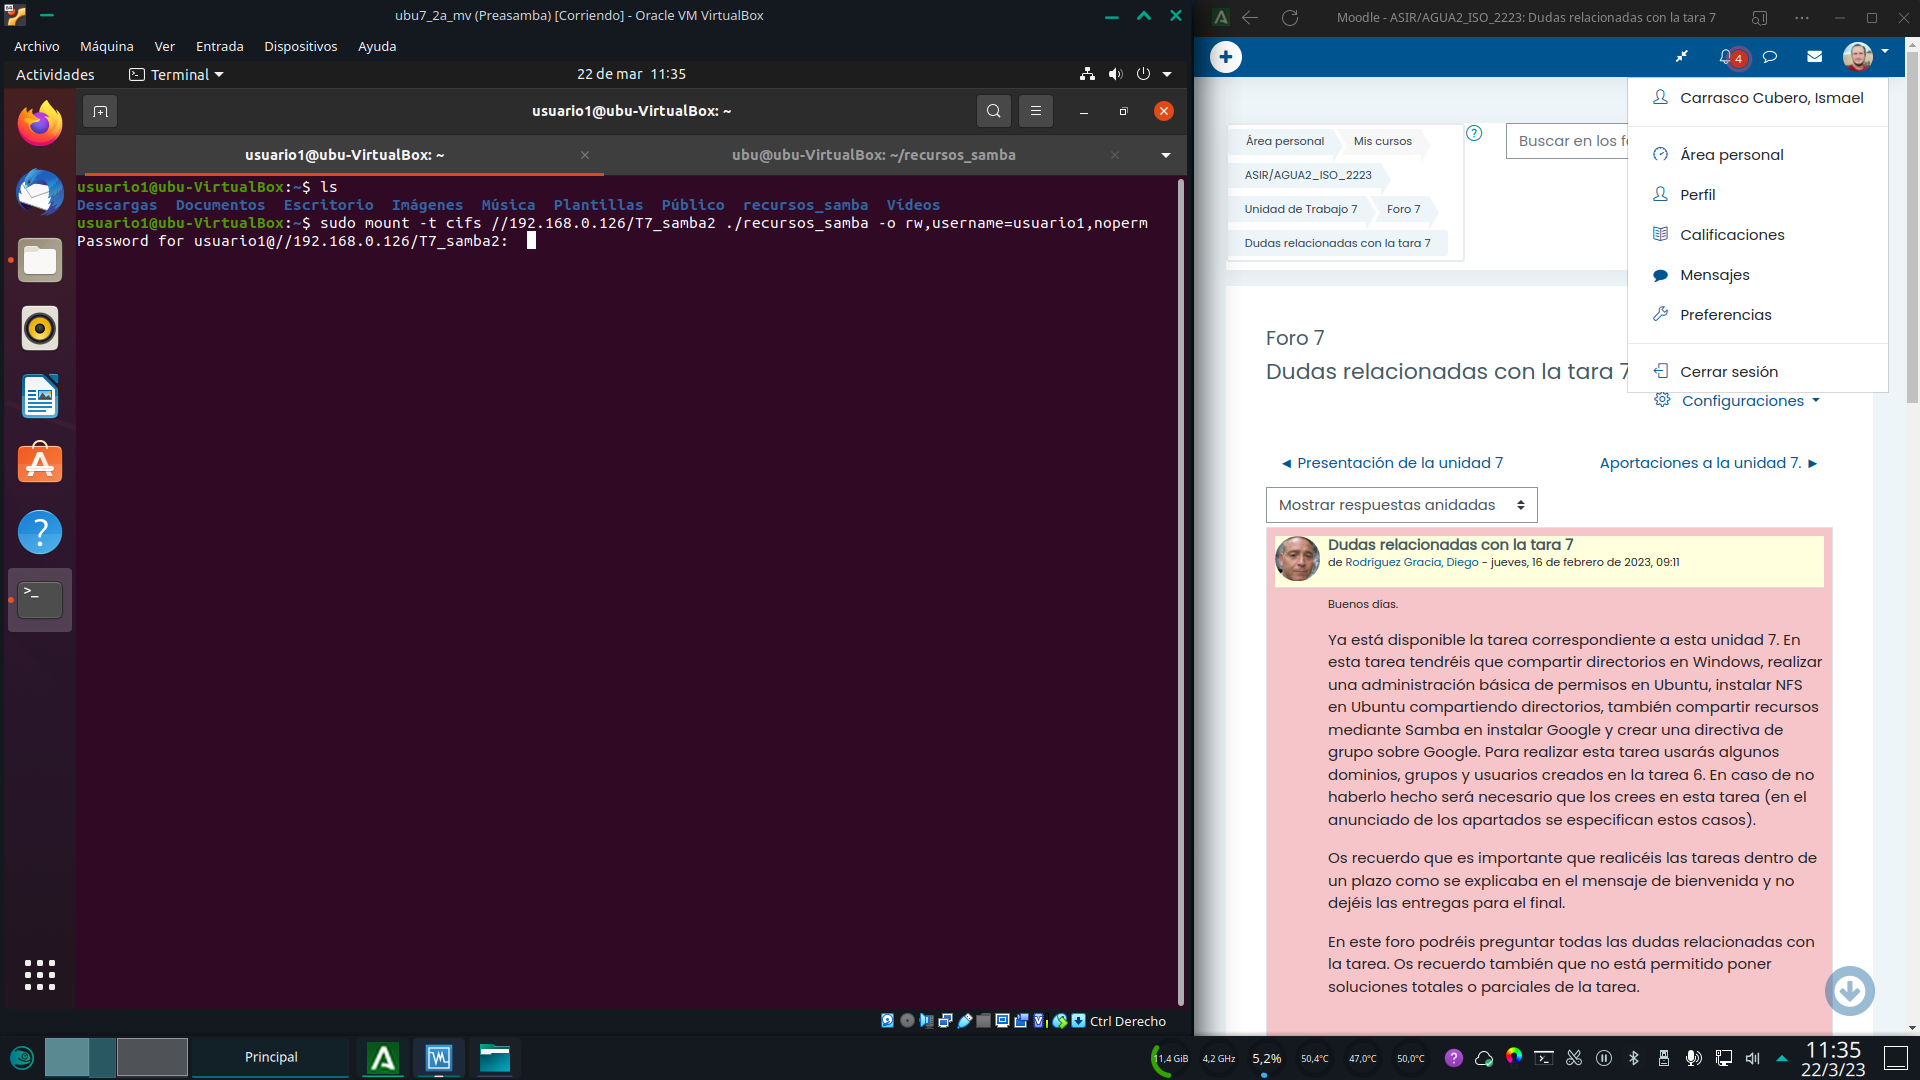 ubu7_2a_mv (Preasamba) [Corriendo] - Oracle VM VirtualBox
Archivo Máquina Ver Entrada Dispositivos Ayuda
Actividades Terminal 22 de mar 11:35
usuario1@ubu-VirtualBox: ~
usuario1@ubu-VirtualBox: ~ ubu@ubu-VirtualBox: ~/recursos_samba
usuario1@ubu-VirtualBox:~$ ls
Descargas Documentos Escritorio Imágenes Música Plantillas Público recursos_samba Vídeos
usuario1@ubu-VirtualBox:~$ sudo mount -t cifs //192.168.0.126/T7_samba2 ./recursos_samba -o rw,username=usuario1,noperm
Password for usuario1@//192.168.0.126/T7_samba2:
Ctrl Derecho
Moodle - ASIR/AGUA2_ISO_2223: Dudas relacionadas con la tara 7
4
Carrasco Cubero, Ismael
Área personal
Perfil
Calificaciones
Mensajes
Preferencias
Cerrar sesión
Área personal Mis cursos
ASIR/AGUA2_ISO_2223
Unidad de Trabajo 7 Foro 7
Dudas relacionadas con la tara 7
Buscar en los
Foro 7
Dudas relacionadas con la tara 7
Configuraciones
◄ Presentación de la unidad 7
Aportaciones a la unidad 7. ►
Mostrar respuestas anidadas
Dudas relacionadas con la tara 7
de Rodríguez Gracia, Diego - jueves, 16 de febrero de 2023, 09:11
Buenos días.
Ya está disponible la tarea correspondiente a esta unidad 7. En
esta tarea tendréis que compartir directorios en Windows, realizar
una administración básica de permisos en Ubuntu, instalar NFS
en Ubuntu compartiendo directorios, también compartir recursos
mediante Samba en instalar Google y crear una directiva de
grupo sobre Google. Para realizar esta tarea usarás algunos
dominios, grupos y usuarios creados en la tarea 6. En caso de no
haberlo hecho será necesario que los crees en esta tarea (en el
anunciado de los apartados se especifican estos casos).
Os recuerdo que es importante que realicéis las tareas dentro de
un plazo como se explicaba en el mensaje de bienvenida y no
dejéis las entregas para el final.
En este foro podréis preguntar todas las dudas relacionadas con
la tarea. Os recuerdo también que no está permitido poner
soluciones totales o parciales de la tarea.
Principal
11,4 GiB 4,2 GHz 5,2% 50,4°C 47,0°C 50,0°C
11:35
22/3/23